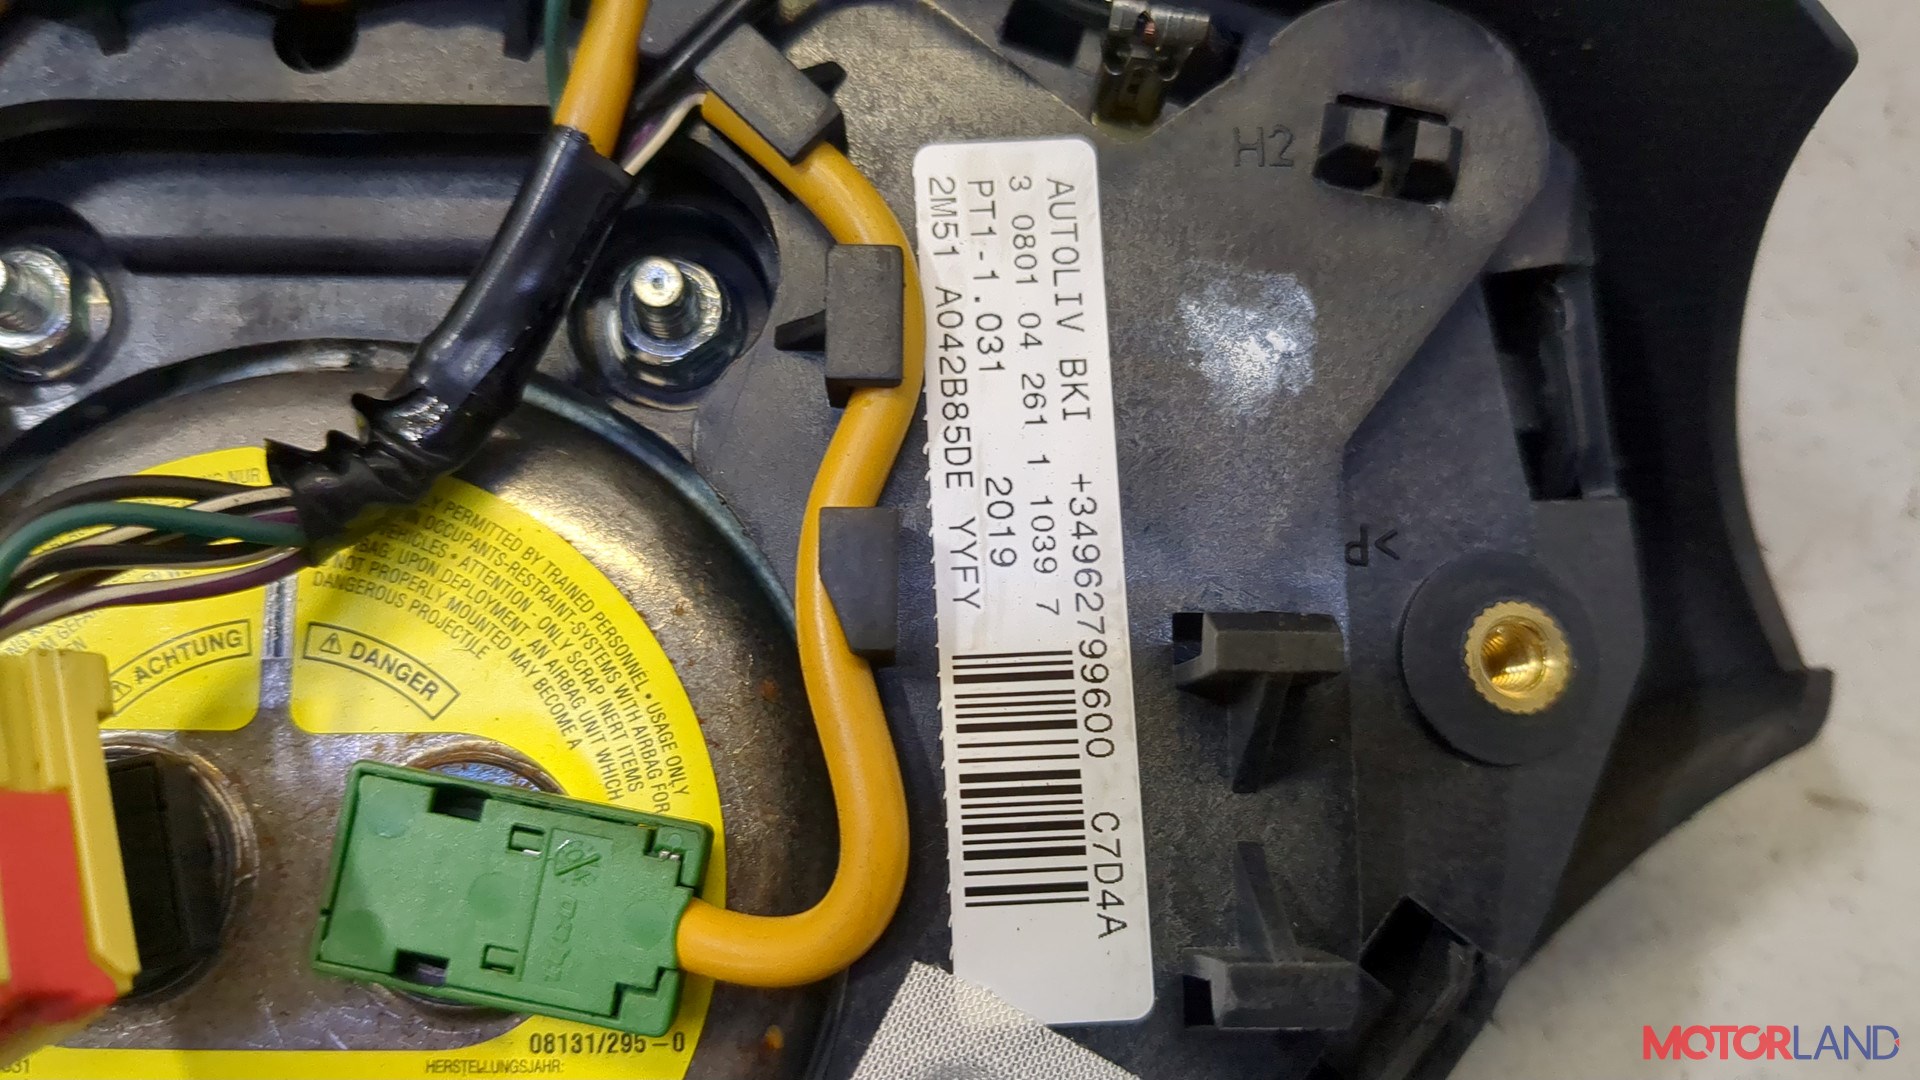 AUTOLIV BKI +34962799600 C7D4A
3 0801 04 261 1 1039 7
PT1-1.031 2019
2M51 A042B85DE YYFY
H2
NUR
PERMITTED BY TRAINED PERSONNEL • USAGE ONLY
OCCUPANTS-RESTRAINT-SYSTEMS WITH AIRBAG FOR
VEHICLES • ATTENTION - ONLY SCRAP INERT ITEMS
UPON DEPLOYMENT, AN AIRBAG UNIT WHICH
NOT PROPERLY MOUNTED MAY BECOME A
DANGEROUS PROJECTILE
ACHTUNG
DANGER
08131/295-0
HERSTELLUNGSJAHR:
MOTORLAND